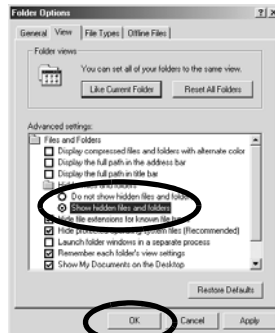 Folder Options
General View File Types Offline Files
Folder views
You can set all of your folders to the same view.
Like Current Folder Reset All Folders
Advanced settings:
Files and Folders
Display compressed files and folders with alternate color
Display the full path in the address bar
Display the full path in title bar
files and folders
Do not show hidden files and
Show hidden files and folders
Hide file extensions for known file
Hide protected operating system files (Recommended)
Launch folder windows in a separate process
Remember each folder's view settings
Show My Documents on the Desktop
Restore Defaults
OK Cancel Apply